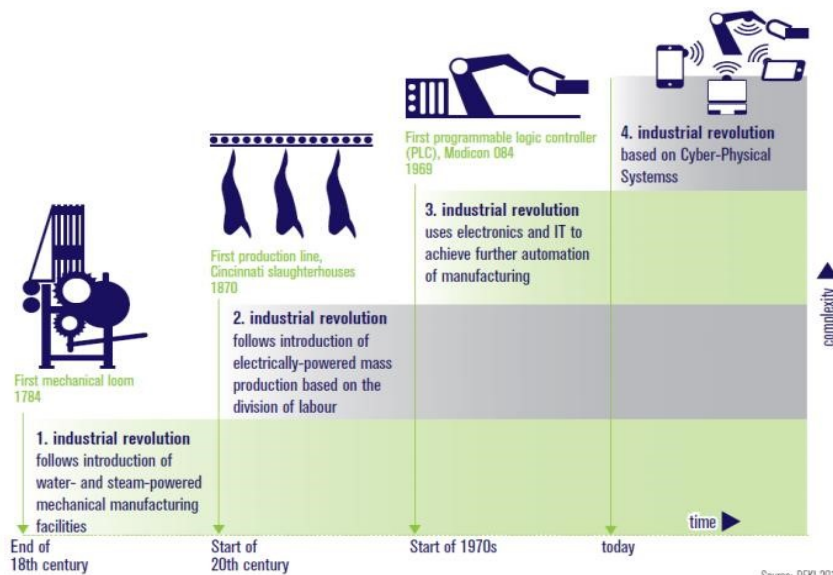 First mechanical loom
1784
1. industrial revolution
follows introduction of
water- and steam-powered
mechanical manufacturing
facilities
End of
18th century
First production line,
Cincinnati slaughterhouses
1870
2. industrial revolution
follows introduction of
electrically-powered mass
production based on the
division of labour
Start of
20th century
First programmable logic controller
(PLC), Modicon 084
1969
3. industrial revolution
uses electronics and IT to
achieve further automation
of manufacturing
Start of 1970s
4. industrial revolution
based on Cyber-Physical
Systemss
today
time
complexity
Source: DFKI